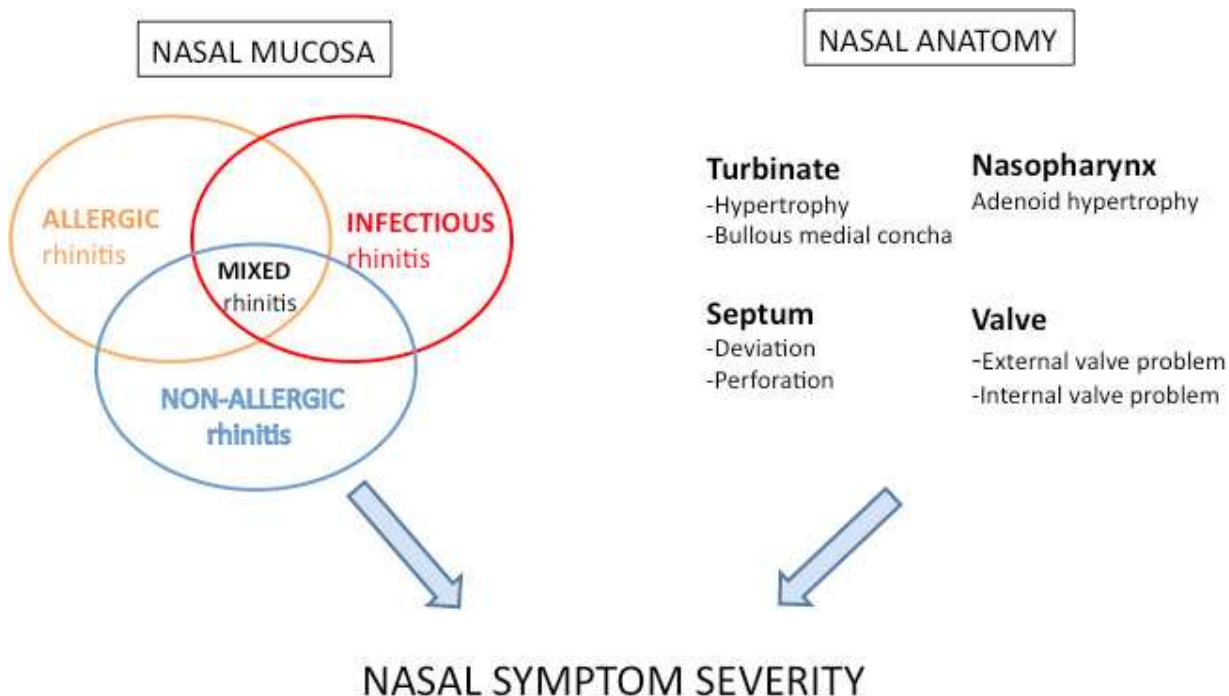 NASAL MUCOSA
NASAL ANATOMY
ALLERGIC
rhinitis
INFECTIOUS
rhinitis
MIXED
rhinitis
NON-ALLERGIC
rhinitis
Turbinate
-Hypertrophy
-Bullous medial concha
Nasopharynx
Adenoid hypertrophy
Septum
-Deviation
-Perforation
Valve
-External valve problem
-Internal valve problem
NASAL SYMPTOM SEVERITY